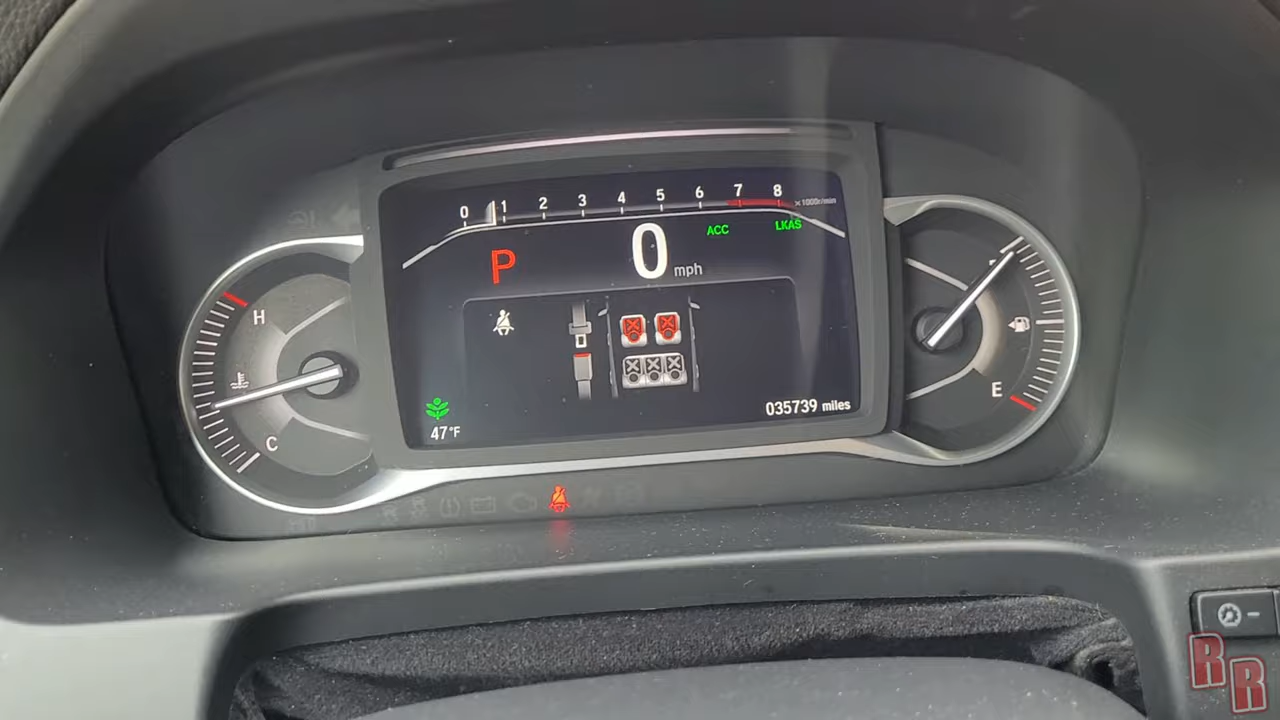 0 1 2 3 4 5 6 7 8 ×1000r/min
ACC LKAS
P 0 mph
H
C
E
47°F
035739 miles
RR